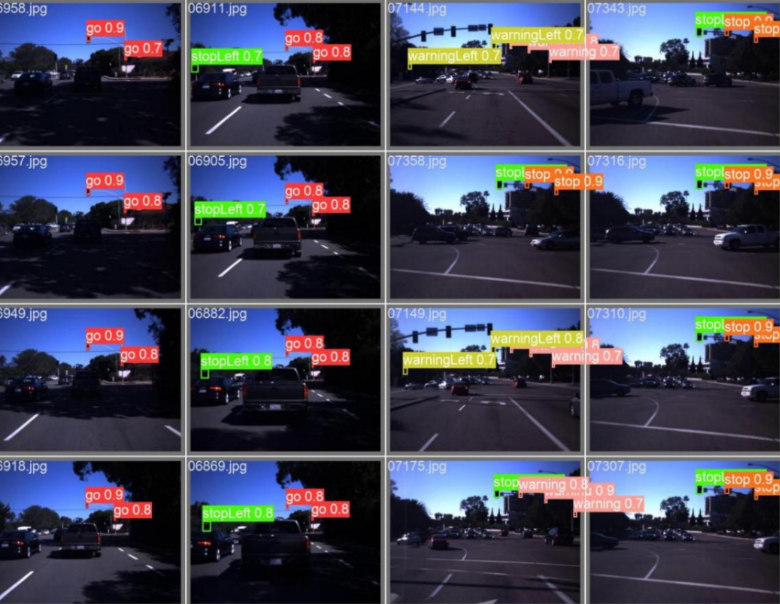 6958.jpg
go 0.9
go 0.7
06911.jpg
go 0.8
go 0.8
stopLeft 0.7
07144.jpg
warningLeft 0.7
warningLeft 0.7
warning 0.7
07343.jpg
stop 0.9
6957.jpg
go 0.9
go 0.8
06905.jpg
go 0.8
go 0.8
stopLeft 0.7
07358.jpg
stop 0.9
stop 0.9
07316.jpg
stop 0.9
6949.jpg
go 0.9
go 0.8
06882.jpg
go 0.8
go 0.8
stopLeft 0.8
07149.jpg
warningLeft 0.8
warningLeft 0.7
warning 0.7
07310.jpg
stop 0.9
6918.jpg
go 0.9
go 0.8
06869.jpg
go 0.8
go 0.8
stopLeft 0.8
07175.jpg
stop
warning 0.8
warning 0.9
warning 0.7
07307.jpg
stop 0.9